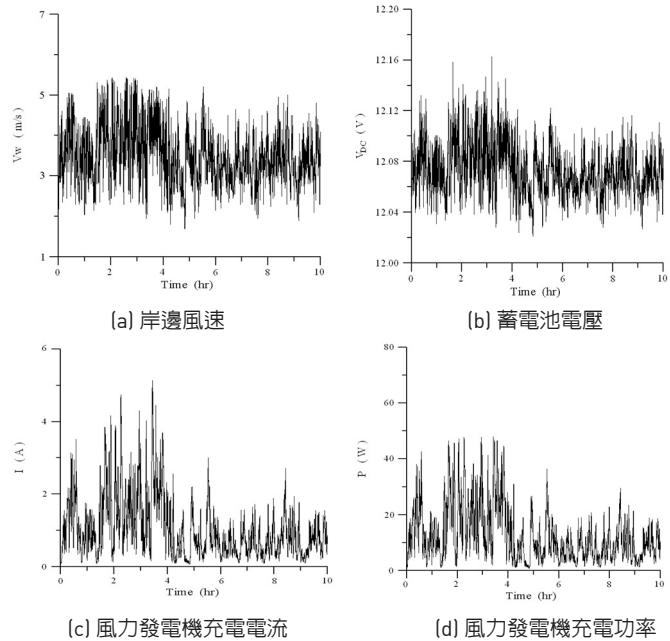 7
5
3
1
Vw (m/s)
0 2 4 6 8 10
Time (hr)
(a) 岸邊風速
12.20
12.16
12.12
12.08
12.04
12.00
VDC (V)
0 2 4 6 8 10
Time (hr)
(b) 蓄電池電壓
6
4
2
0
I (A)
0 2 4 6 8 10
Time (hr)
(c) 風力發電機充電電流
80
60
40
20
0
P (W)
0 2 4 6 8 10
Time (hr)
(d) 風力發電機充電功率